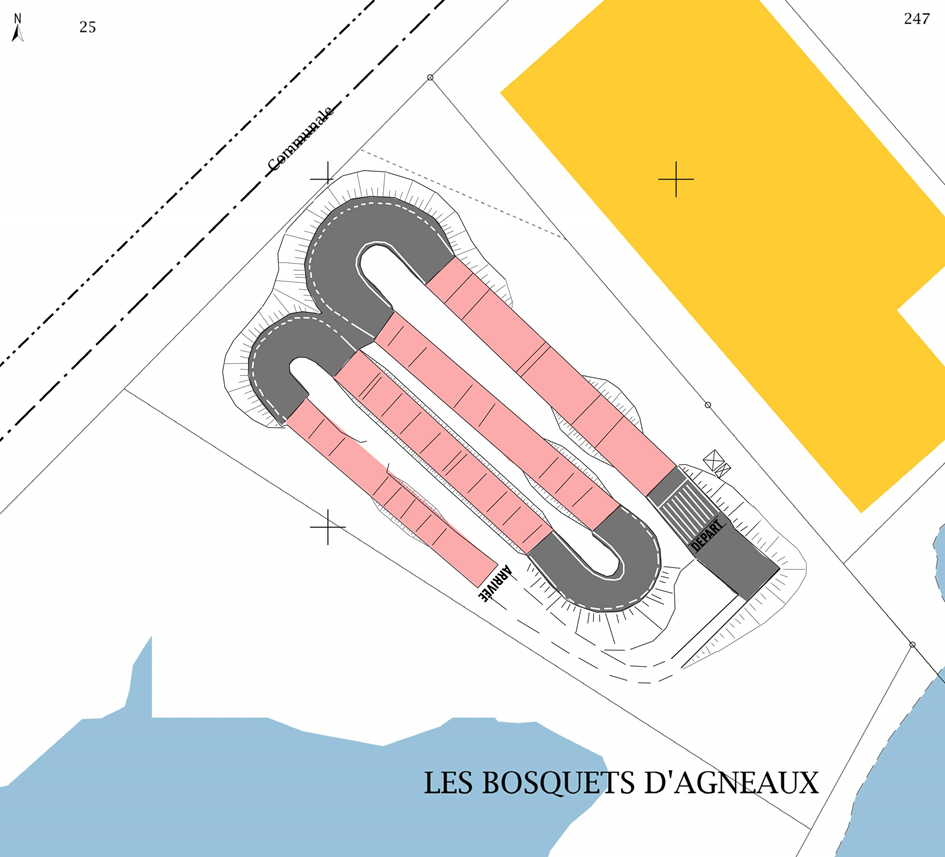 N
25
247
Communale
DEPART
ARRIVEE
LES BOSQUETS D'AGNEAUX